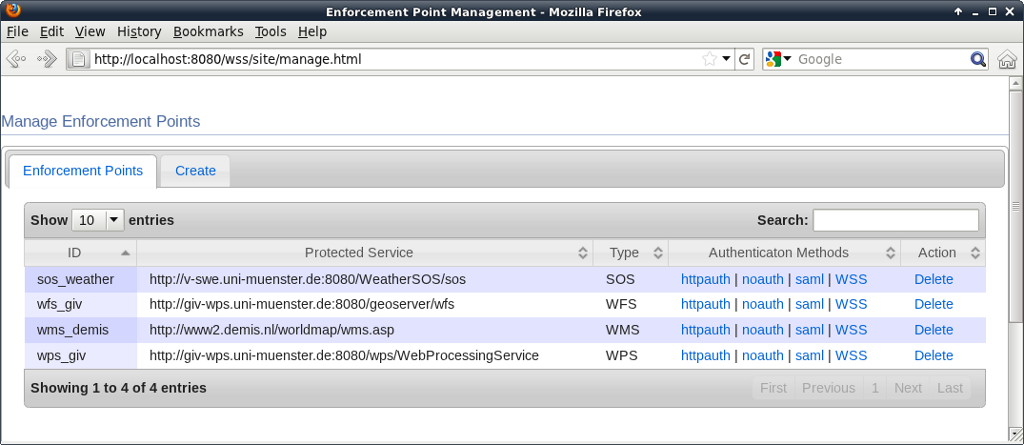 Enforcement Point Management - Mozilla Firefox
File Edit View History Bookmarks Tools Help
http://localhost:8080/wss/site/manage.html Google
Manage Enforcement Points
Enforcement Points Create
Show 10 entries Search:
ID Protected Service Type Authenticaton Methods Action
sos_weather http://v-swe.uni-muenster.de:8080/WeatherSOS/sos SOS httpauth | noauth | saml | WSS Delete
wfs_giv http://giv-wps.uni-muenster.de:8080/geoserver/wfs WFS httpauth | noauth | saml | WSS Delete
wms_demis http://www2.demis.nl/worldmap/wms.asp WMS httpauth | noauth | saml | WSS Delete
wps_giv http://giv-wps.uni-muenster.de:8080/wps/WebProcessingService WPS httpauth | noauth | saml | WSS Delete
Showing 1 to 4 of 4 entries First Previous 1 Next Last